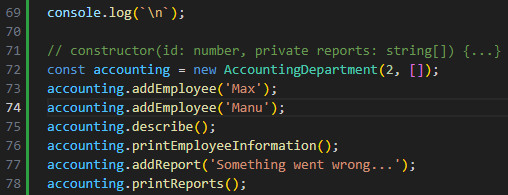 69 console.log(`\n`);
70
71 // constructor(id: number, private reports: string[]) {...}
72 const accounting = new AccountingDepartment(2, []);
73 accounting.addEmployee('Max');
74 accounting.addEmployee('Manu');
75 accounting.describe();
76 accounting.printEmployeeInformation();
77 accounting.addReport('Something went wrong...');
78 accounting.printReports();